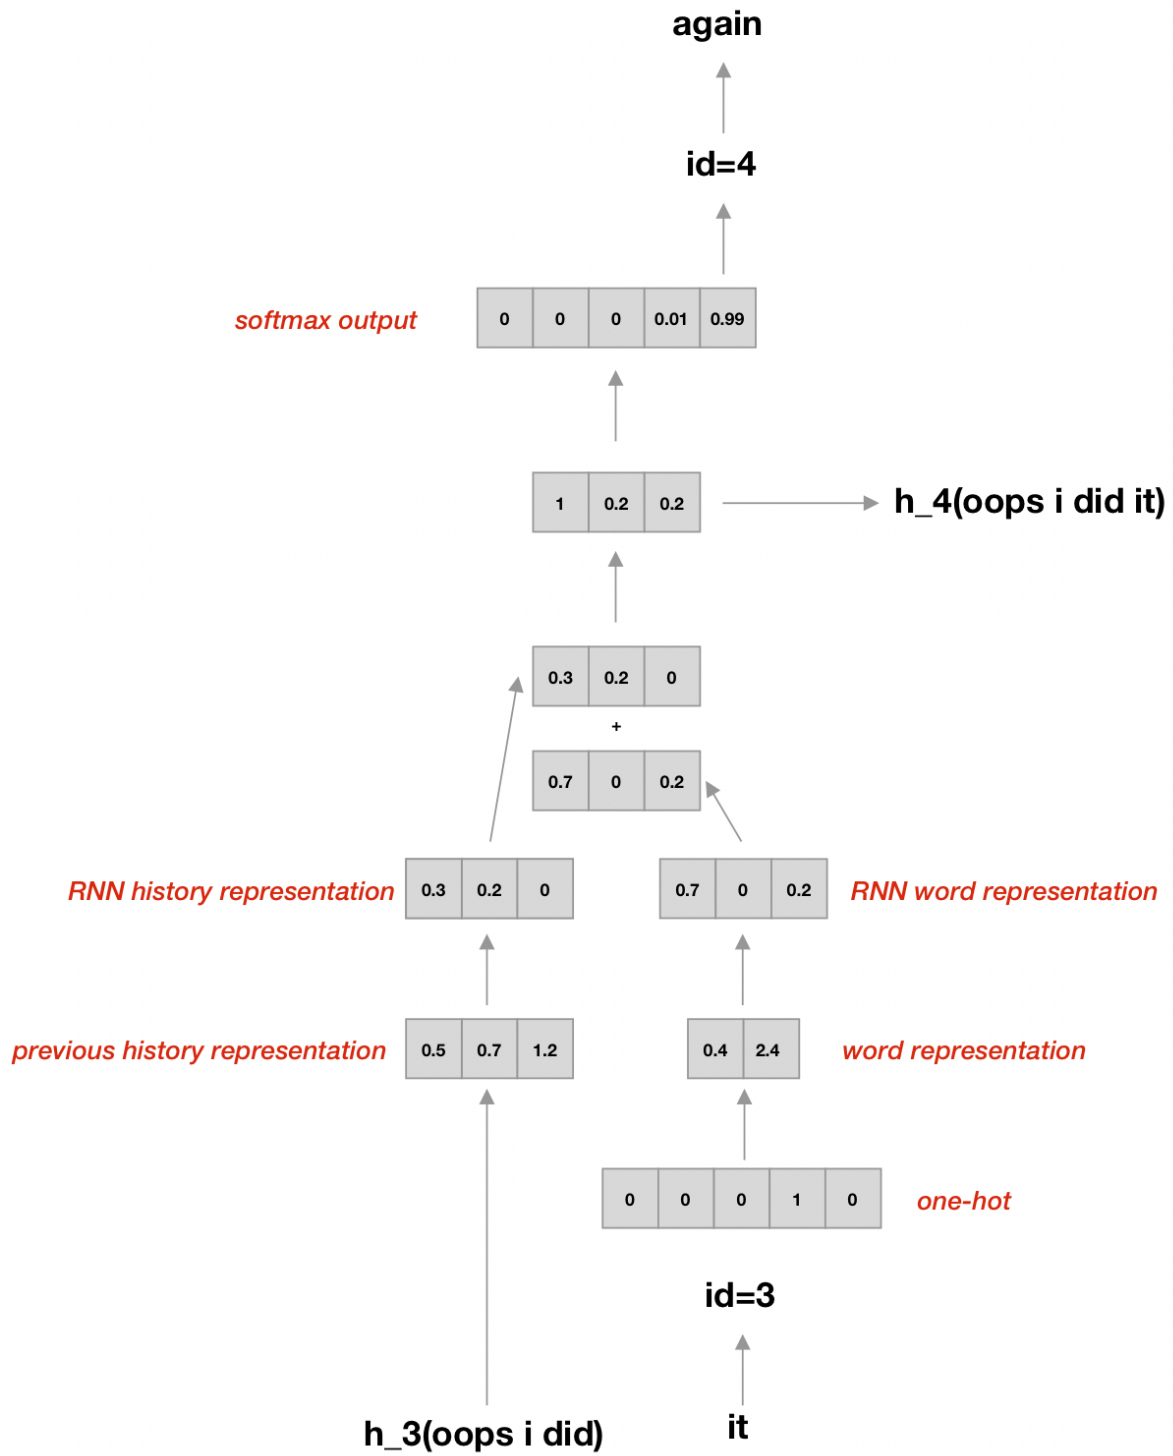 again
id=4
softmax output
0 0 0 0.01 0.99
1 0.2 0.2
h_4(oops i did it)
0.3 0.2 0
+
0.7 0 0.2
RNN history representation
0.3 0.2 0
0.7 0 0.2
RNN word representation
previous history representation
0.5 0.7 1.2
0.4 2.4
word representation
0 0 0 1 0
one-hot
id=3
h_3(oops i did)
it